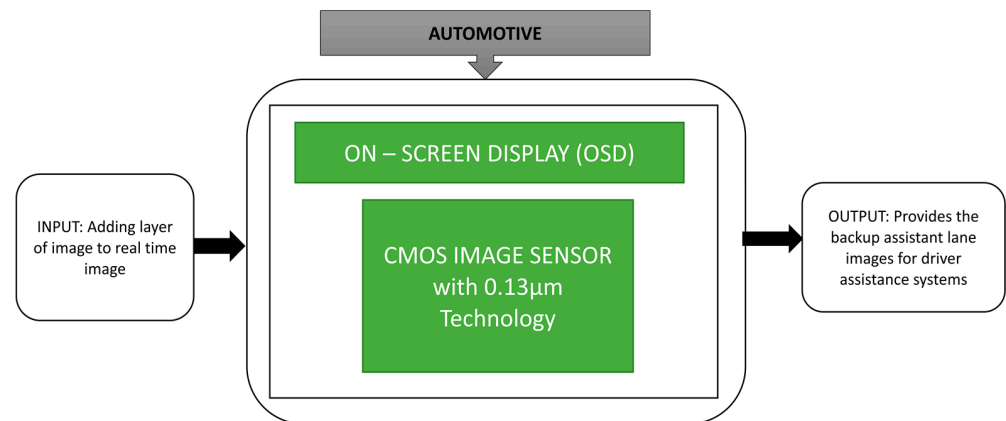 AUTOMOTIVE
ON – SCREEN DISPLAY (OSD)
INPUT: Adding layer
of image to real time
image
CMOS IMAGE SENSOR
with 0.13µm
Technology
OUTPUT: Provides the
backup assistant lane
images for driver
assistance systems